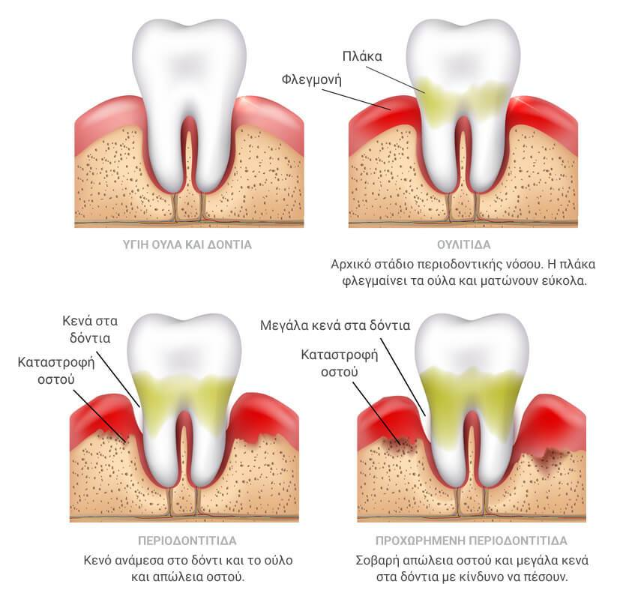 Πλάκα
Φλεγμονή
ΥΓΙΗ ΟΥΛΑ ΚΑΙ ΔΟΝΤΙΑ
ΟΥΛΙΤΙΔΑ
Αρχικό στάδιο περιοδοντικής νόσου. Η πλάκα
φλεγμαίνει τα ούλα και ματώνουν εύκολα.
Κενά στα
δόντια
Καταστροφή
οστού
Μεγάλα κενά στα δόντια
Καταστροφή
οστού
ΠΕΡΙΟΔΟΝΤΙΤΙΔΑ
Κενό ανάμεσα στο δόντι και το ούλο
και απώλεια οστού.
ΠΡΟΧΩΡΗΜΕΝΗ ΠΕΡΙΟΔΟΝΤΙΤΙΔΑ
Σοβαρή απώλεια οστού και μεγάλα κενά
στα δόντια με κίνδυνο να πέσουν.